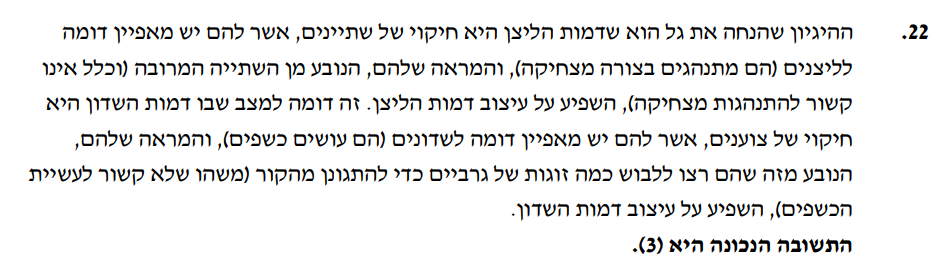 22. ההיגיון שהנחה את גל הוא שדמות הליצן היא חיקוי של שתיינים, אשר להם יש מאפיין דומה
לליצנים (הם מתנהגים בצורה מצחיקה), והמראה שלהם, הנובע מן השתייה המרובה (וכלל אינו
קשור להתנהגות מצחיקה), השפיע על עיצוב דמות הליצן. זה דומה למצב שבו דמות השדון היא
חיקוי של צוענים, אשר להם יש מאפיין דומה לשדונים (הם עושים כשפים), והמראה שלהם,
הנובע מזה שהם רצו ללבוש כמה זוגות של גרביים כדי להתגונן מהקור (משהו שלא קשור לעשיית
הכשפים), השפיע על עיצוב דמות השדון.
התשובה הנכונה היא (3).